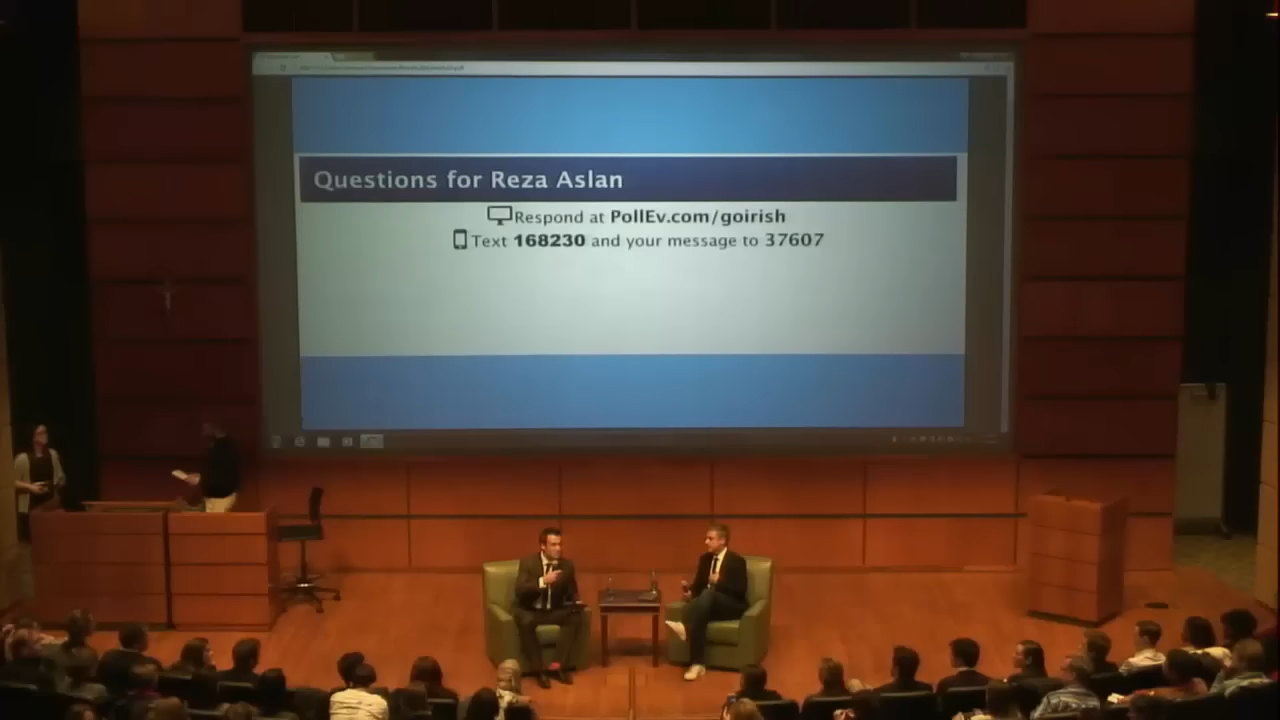 Questions for Reza Aslan
Respond at PollEv.com/goirish
Text 168230 and your message to 37607